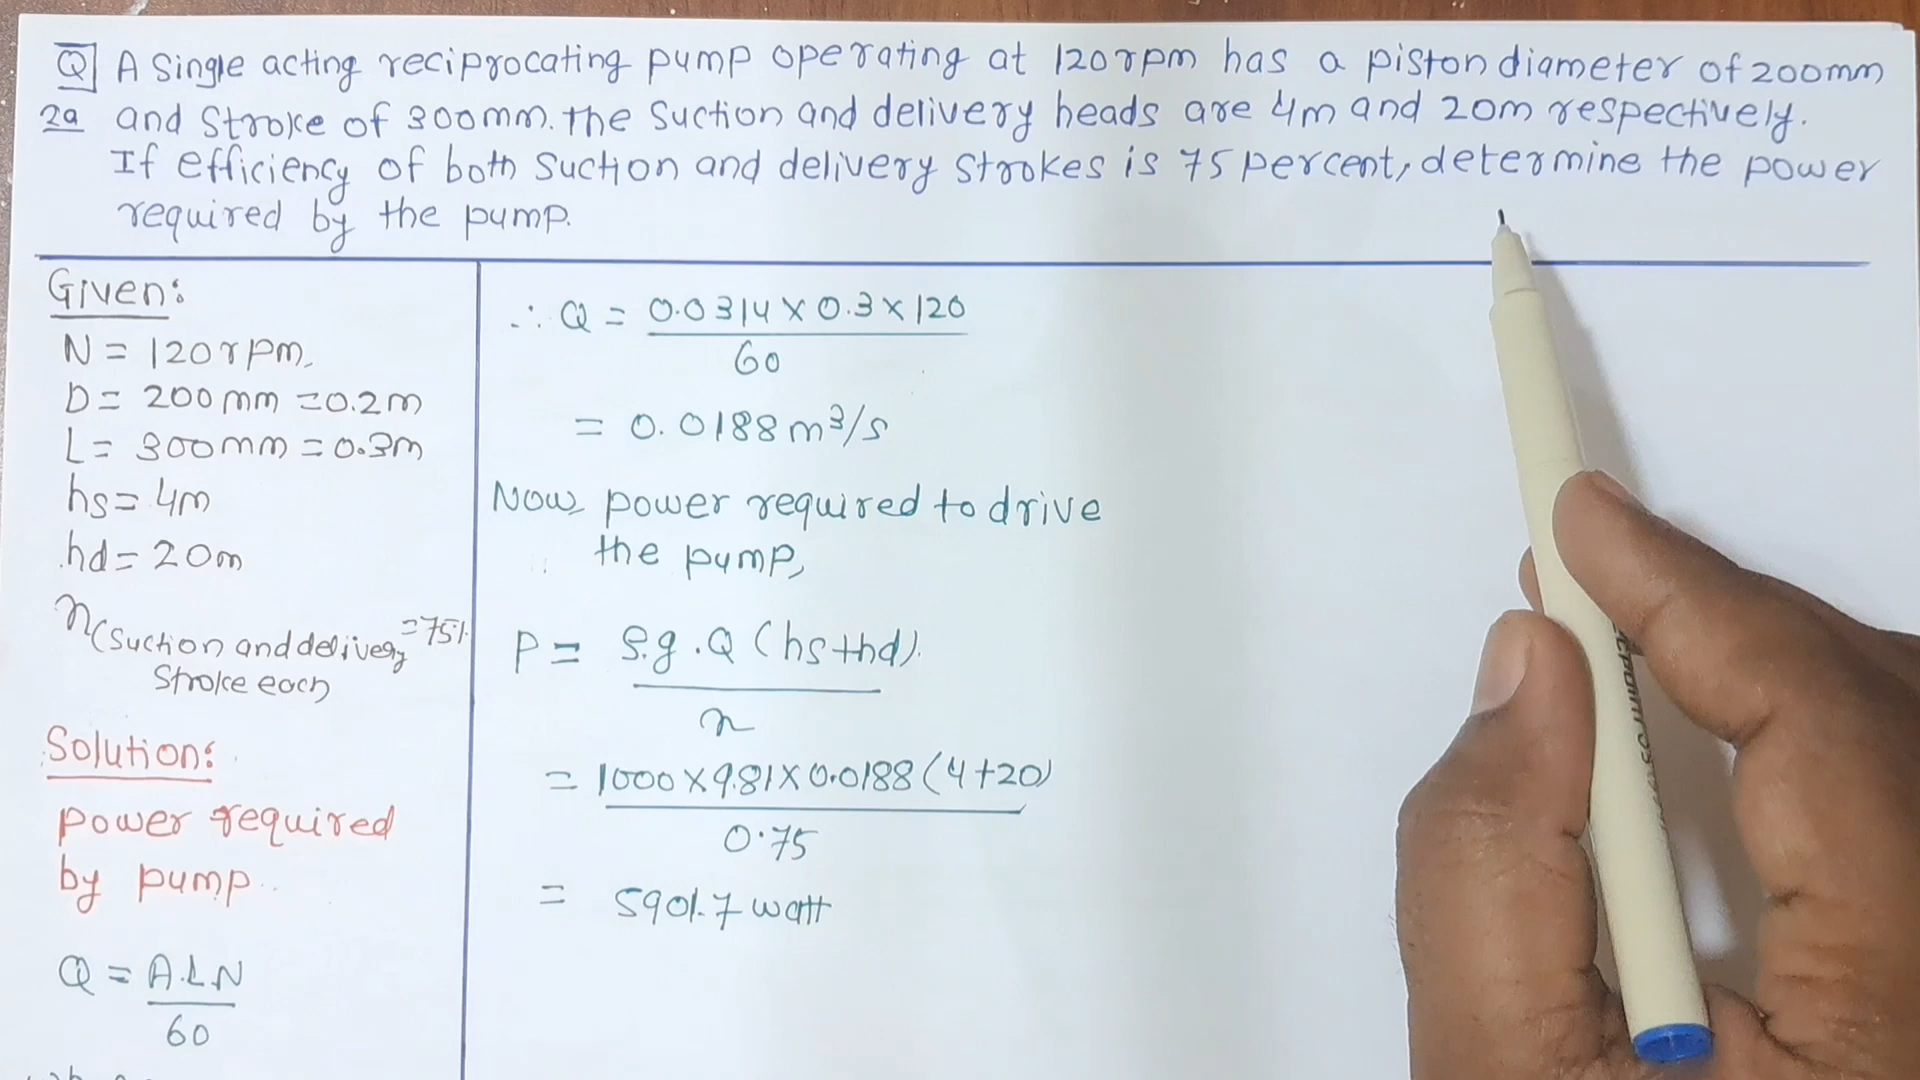 Q A single acting reciprocating pump operating at 120rpm has a piston diameter of 200mm
2a and stroke of 300mm. the suction and delivery heads are 4m and 20m respectively.
If efficiency of both suction and delivery strokes is 75 percent, determine the power
required by the pump.
Given:
N = 120rpm.
D = 200mm = 0.2m
L = 300mm = 0.3m
hs = 4m
hd = 20m
η(suction and delivery = 75%
stroke each
Solution:
power required
by pump..
Q = A.L.N
60
∴ Q = 0.0314 x 0.3 x 120
60
= 0.0188 m³/s
Now, power required to drive
the pump,
P = ρ.g.Q (hs+hd).
η
= 1000 x 9.81 x 0.0188 (4+20)
0.75
= 5901.7 watt